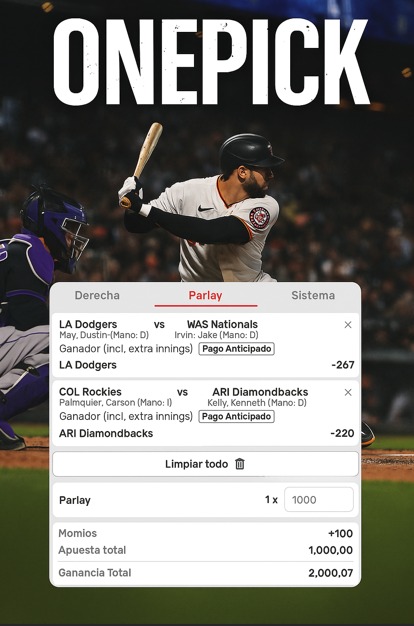 ONEPICK
Derecha Parlay Sistema
LA Dodgers vs WAS Nationals
May, Dustin-(Mano: D) Irvin: Jake (Mano: D)
Ganador (incl, extra innings) Pago Anticipado
LA Dodgers -267
COL Rockies vs ARI Diamondbacks
Palmquier, Carson (Mano: I) Kelly, Kenneth (Mano: D)
Ganador (incl, extra innings) Pago Anticipado
ARI Diamondbacks -220
Limpiar todo
Parlay 1 x 1000
Momios +100
Apuesta total 1,000,00
Ganancia Total 2,000,07